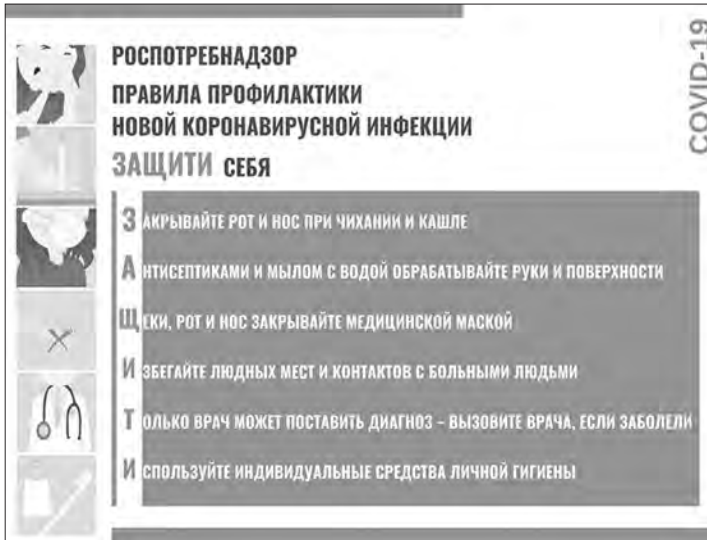 РОСПОТРЕБНАДЗОР
ПРАВИЛА ПРОФИЛАКТИКИ
НОВОЙ КОРОНАВИРУСНОЙ ИНФЕКЦИИ
ЗАЩИТИ СЕБЯ
ЗАКРЫВАЙТЕ РОТ И НОС ПРИ ЧИХАНИИ И КАШЛЕ
АНТИСЕПТИКАМИ И МЫЛОМ С ВОДОЙ ОБРАБАТЫВАЙТЕ РУКИ И ПОВЕРХНОСТИ
ЩЕКИ, РОТ И НОС ЗАКРЫВАЙТЕ МЕДИЦИНСКОЙ МАСКОЙ
ИЗБЕГАЙТЕ ЛЮДНЫХ МЕСТ И КОНТАКТОВ С БОЛЬНЫМИ ЛЮДЬМИ
ТОЛЬКО ВРАЧ МОЖЕТ ПОСТАВИТЬ ДИАГНОЗ – ВЫЗОВИТЕ ВРАЧА, ЕСЛИ ЗАБОЛЕЛИ
ИСПОЛЬЗУЙТЕ ИНДИВИДУАЛЬНЫЕ СРЕДСТВА ЛИЧНОЙ ГИГИЕНЫ
COVID-19